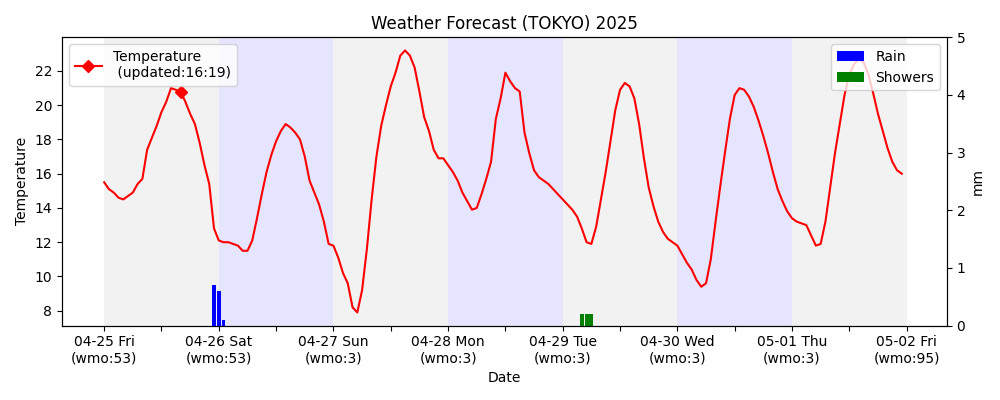 Weather Forecast (TOKYO) 2025
Temperature
(updated:16:19)
Rain
Showers
Temperature
22
20
18
16
14
12
10
8
5
4
3
2
1
0
mm
04-25 Fri
(wmo:53)
04-26 Sat
(wmo:53)
04-27 Sun
(wmo:3)
04-28 Mon
(wmo:3)
04-29 Tue
(wmo:3)
04-30 Wed
(wmo:3)
05-01 Thu
(wmo:3)
05-02 Fri
(wmo:95)
Date